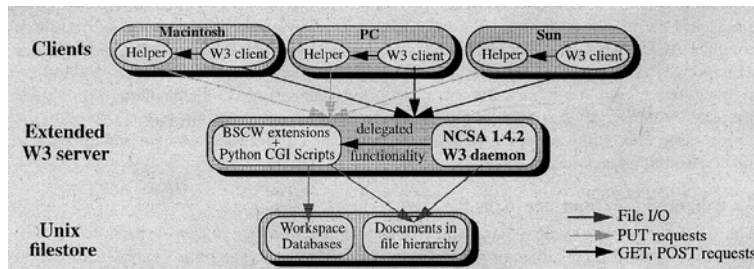 Macintosh
PC
Sun
Clients
Helper
W3 client
Helper
W3 client
Helper
W3 client
Extended
W3 server
BSCW extensions
+
Python CGI Scripts
delegated
functionality
NCSA 1.4.2
W3 daemon
Unix
filestore
Workspace
Databases
Documents in
file hierarchy
File I/O
PUT requests
GET, POST requests